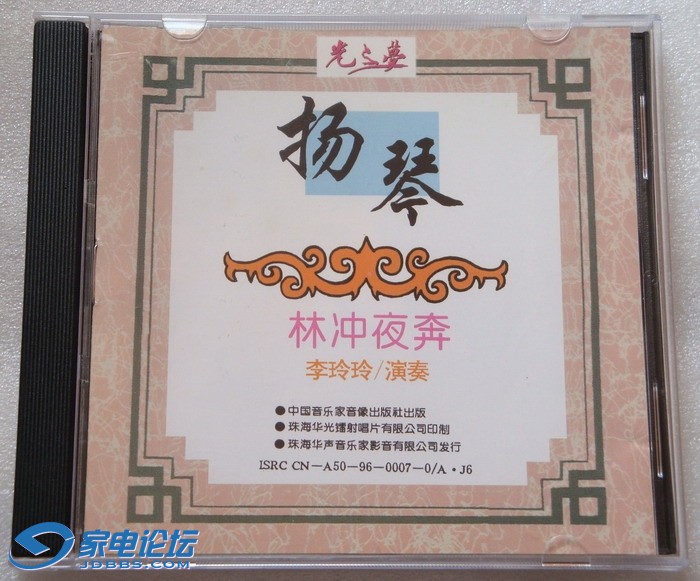 光之夢
扬琴
林冲夜奔
李玲玲/演奏
●中国音乐家音像出版社出版
●珠海华光镭射唱片有限公司印制
●珠海华声音乐家影音有限公司发行
ISRC CN—A50—96—0007—0/A·J6
家电论坛
JDBBS.COM